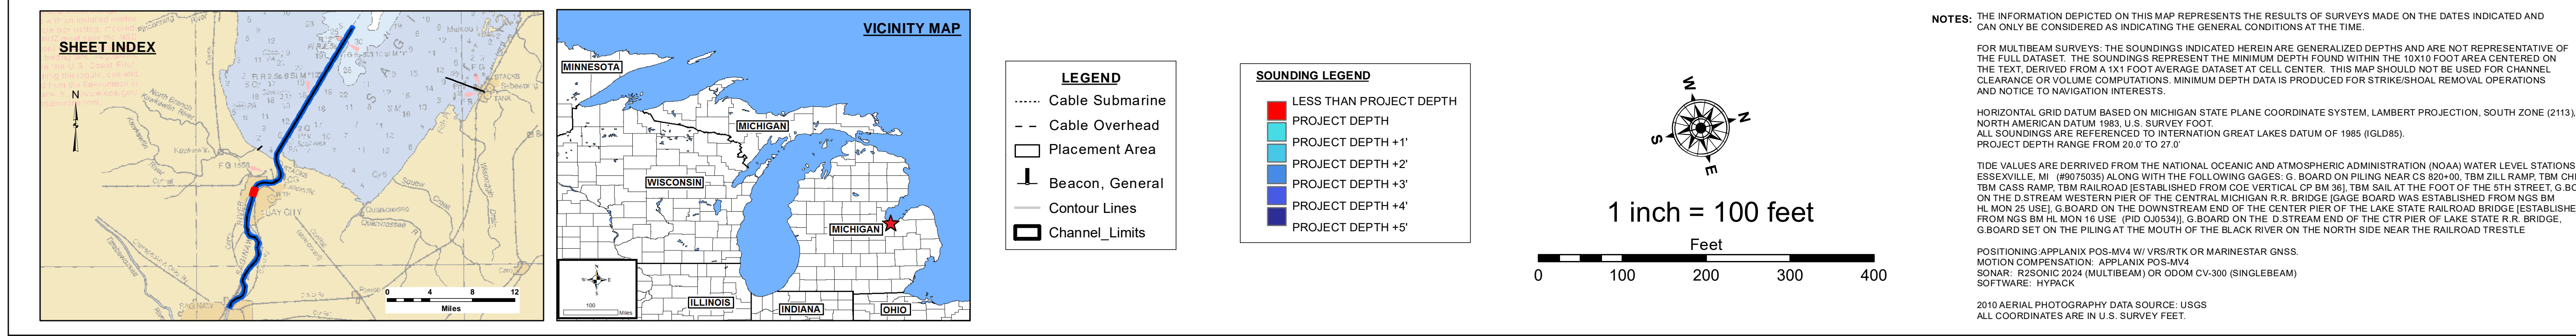 SHEET INDEX
N
BAY CITY
0 4 8 12
Miles
VICINITY MAP
MINNESOTA
MICHIGAN
WISCONSIN
MICHIGAN
ILLINOIS
INDIANA
OHIO
N
W E
S
100
Miles
LEGEND
Cable Submarine
Cable Overhead
Placement Area
Beacon, General
Contour Lines
Channel_Limits
SOUNDING LEGEND
LESS THAN PROJECT DEPTH
PROJECT DEPTH
PROJECT DEPTH +1'
PROJECT DEPTH +2'
PROJECT DEPTH +3'
PROJECT DEPTH +4'
PROJECT DEPTH +5'
W
N
S
E
1 inch = 100 feet
Feet
0 100 200 300 400
NOTES: THE INFORMATION DEPICTED ON THIS MAP REPRESENTS THE RESULTS OF SURVEYS MADE ON THE DATES INDICATED AND
CAN ONLY BE CONSIDERED AS INDICATING THE GENERAL CONDITIONS AT THE TIME.
FOR MULTIBEAM SURVEYS: THE SOUNDINGS INDICATED HEREIN ARE GENERALIZED DEPTHS AND ARE NOT REPRESENTATIVE OF
THE FULL DATASET. THE SOUNDINGS REPRESENT THE MINIMUM DEPTH FOUND WITHIN THE 10X10 FOOT AREA CENTERED ON
THE TEXT, DERIVED FROM A 1X1 FOOT AVERAGE DATASET AT CELL CENTER. THIS MAP SHOULD NOT BE USED FOR CHANNEL
CLEARANCE OR VOLUME COMPUTATIONS. MINIMUM DEPTH DATA IS PRODUCED FOR STRIKE/SHOAL REMOVAL OPERATIONS
AND NOTICE TO NAVIGATION INTERESTS.
HORIZONTAL GRID DATUM BASED ON MICHIGAN STATE PLANE COORDINATE SYSTEM, LAMBERT PROJECTION, SOUTH ZONE (2113),
NORTH AMERICAN DATUM 1983, U.S. SURVEY FOOT.
ALL SOUNDINGS ARE REFERENCED TO INTERNATION GREAT LAKES DATUM OF 1985 (IGLD85).
PROJECT DEPTH RANGE FROM 20.0' TO 27.0'
TIDE VALUES ARE DERRIVED FROM THE NATIONAL OCEANIC AND ATMOSPHERIC ADMINISTRATION (NOAA) WATER LEVEL STATIONS
ESSEXVILLE, MI (#9075035) ALONG WITH THE FOLLOWING GAGES: G. BOARD ON PILING NEAR CS 820+00, TBM ZILL RAMP, TBM CH
TBM CASS RAMP, TBM RAILROAD [ESTABLISHED FROM COE VERTICAL CP BM 36], TBM SAIL AT THE FOOT OF THE 5TH STREET, G.BO
ON THE D.STREAM WESTERN PIER OF THE CENTRAL MICHIGAN R.R. BRIDGE [GAGE BOARD WAS ESTABLISHED FROM NGS BM
HL MON 25 USE], G.BOARD ON THE DOWNSTREAM END OF THE CENTER PIER OF THE LAKE STATE RAILROAD BRIDGE [ESTABLISHE
FROM NGS BM HL MON 16 USE (PID OJ0534)], G.BOARD ON THE D.STREAM END OF THE CTR PIER OF LAKE STATE R.R. BRIDGE,
G.BOARD SET ON THE PILING AT THE MOUTH OF THE BLACK RIVER ON THE NORTH SIDE NEAR THE RAILROAD TRESTLE
POSITIONING:APPLANIX POS-MV4 W/ VRS/RTK OR MARINESTAR GNSS.
MOTION COMPENSATION: APPLANIX POS-MV4
SONAR: R2SONIC 2024 (MULTIBEAM) OR ODOM CV-300 (SINGLEBEAM)
SOFTWARE: HYPACK
2010 AERIAL PHOTOGRAPHY DATA SOURCE: USGS
ALL COORDINATES ARE IN U.S. SURVEY FEET.